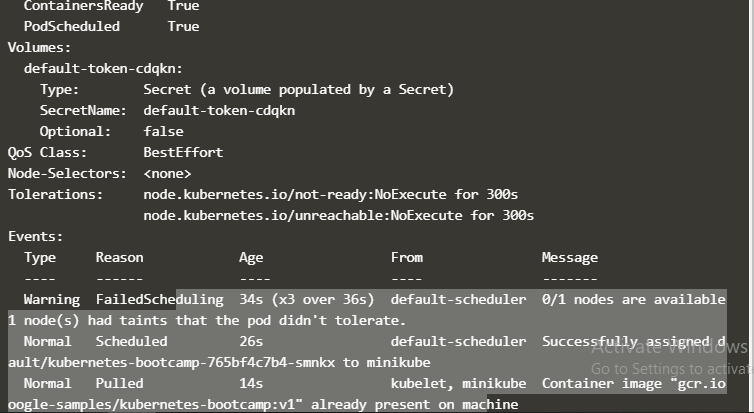 ContainersReady True
PodScheduled True
Volumes:
default-token-cdqkn:
Type: Secret (a volume populated by a Secret)
SecretName: default-token-cdqkn
Optional: false
QoS Class: BestEffort
Node-Selectors: <none>
Tolerations: node.kubernetes.io/not-ready:NoExecute for 300s
node.kubernetes.io/unreachable:NoExecute for 300s
Events:
Type Reason Age From Message
---- ------ ---- ---- -------
Warning FailedScheduling 34s (x3 over 36s) default-scheduler 0/1 nodes are available
1 node(s) had taints that the pod didn't tolerate.
Normal Scheduled 26s default-scheduler Successfully assigned d
ault/kubernetes-bootcamp-765bf4c7b4-smnkx to minikube
Normal Pulled 14s kubelet, minikube Container image "gcr.io
oogle-samples/kubernetes-bootcamp:v1" already present on machine
Activate Windows
Go to Settings to activat